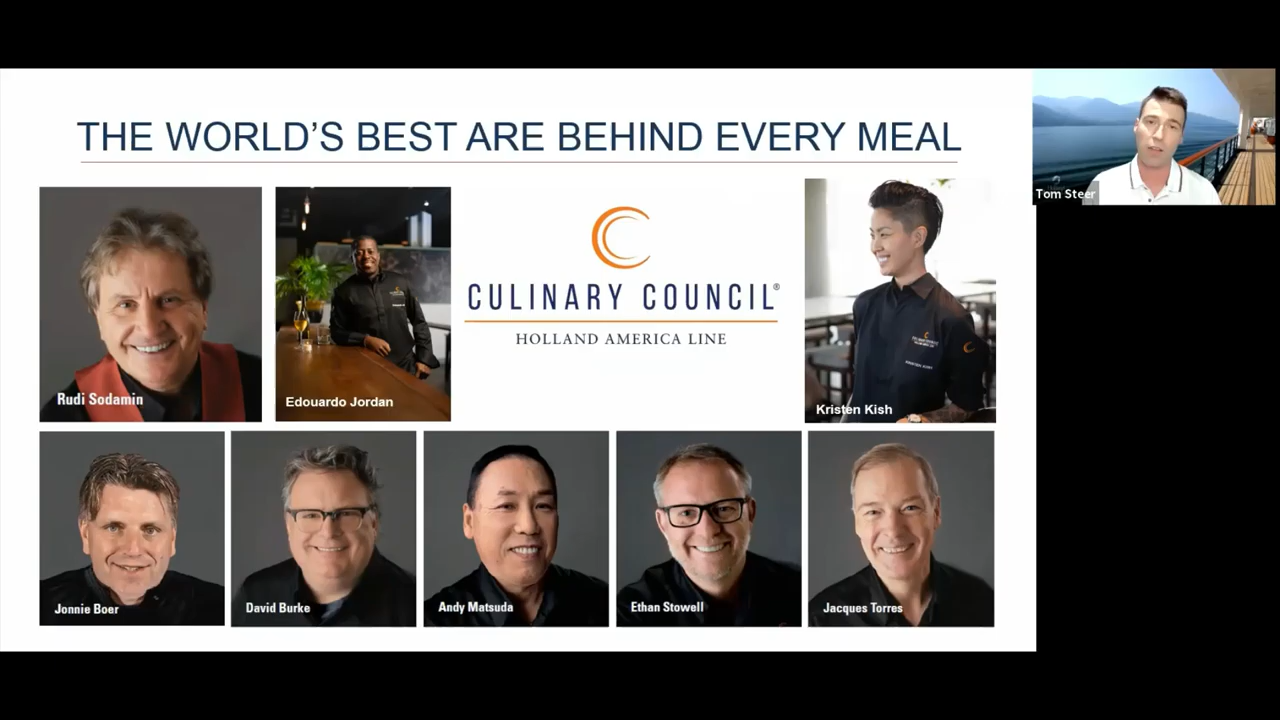 THE WORLD'S BEST ARE BEHIND EVERY MEAL
Tom Steer
CULINARY COUNCIL®
HOLLAND AMERICA LINE
Rudi Sodamin
Edouardo Jordan
Kristen Kish
Jonnie Boer
David Burke
Andy Matsuda
Ethan Stowell
Jacques Torres